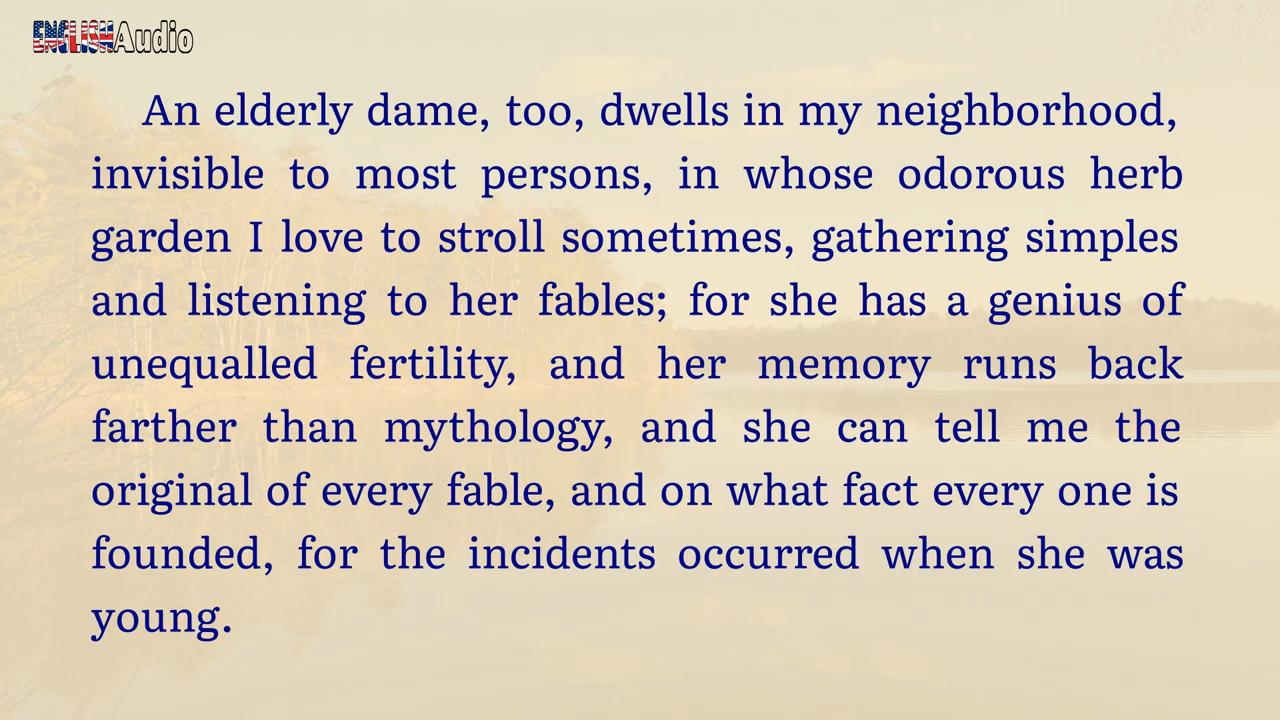 ENGLISHAudio
An elderly dame, too, dwells in my neighborhood,
invisible to most persons, in whose odorous herb
garden I love to stroll sometimes, gathering simples
and listening to her fables; for she has a genius of
unequalled fertility, and her memory runs back
farther than mythology, and she can tell me the
original of every fable, and on what fact every one is
founded, for the incidents occurred when she was
young.